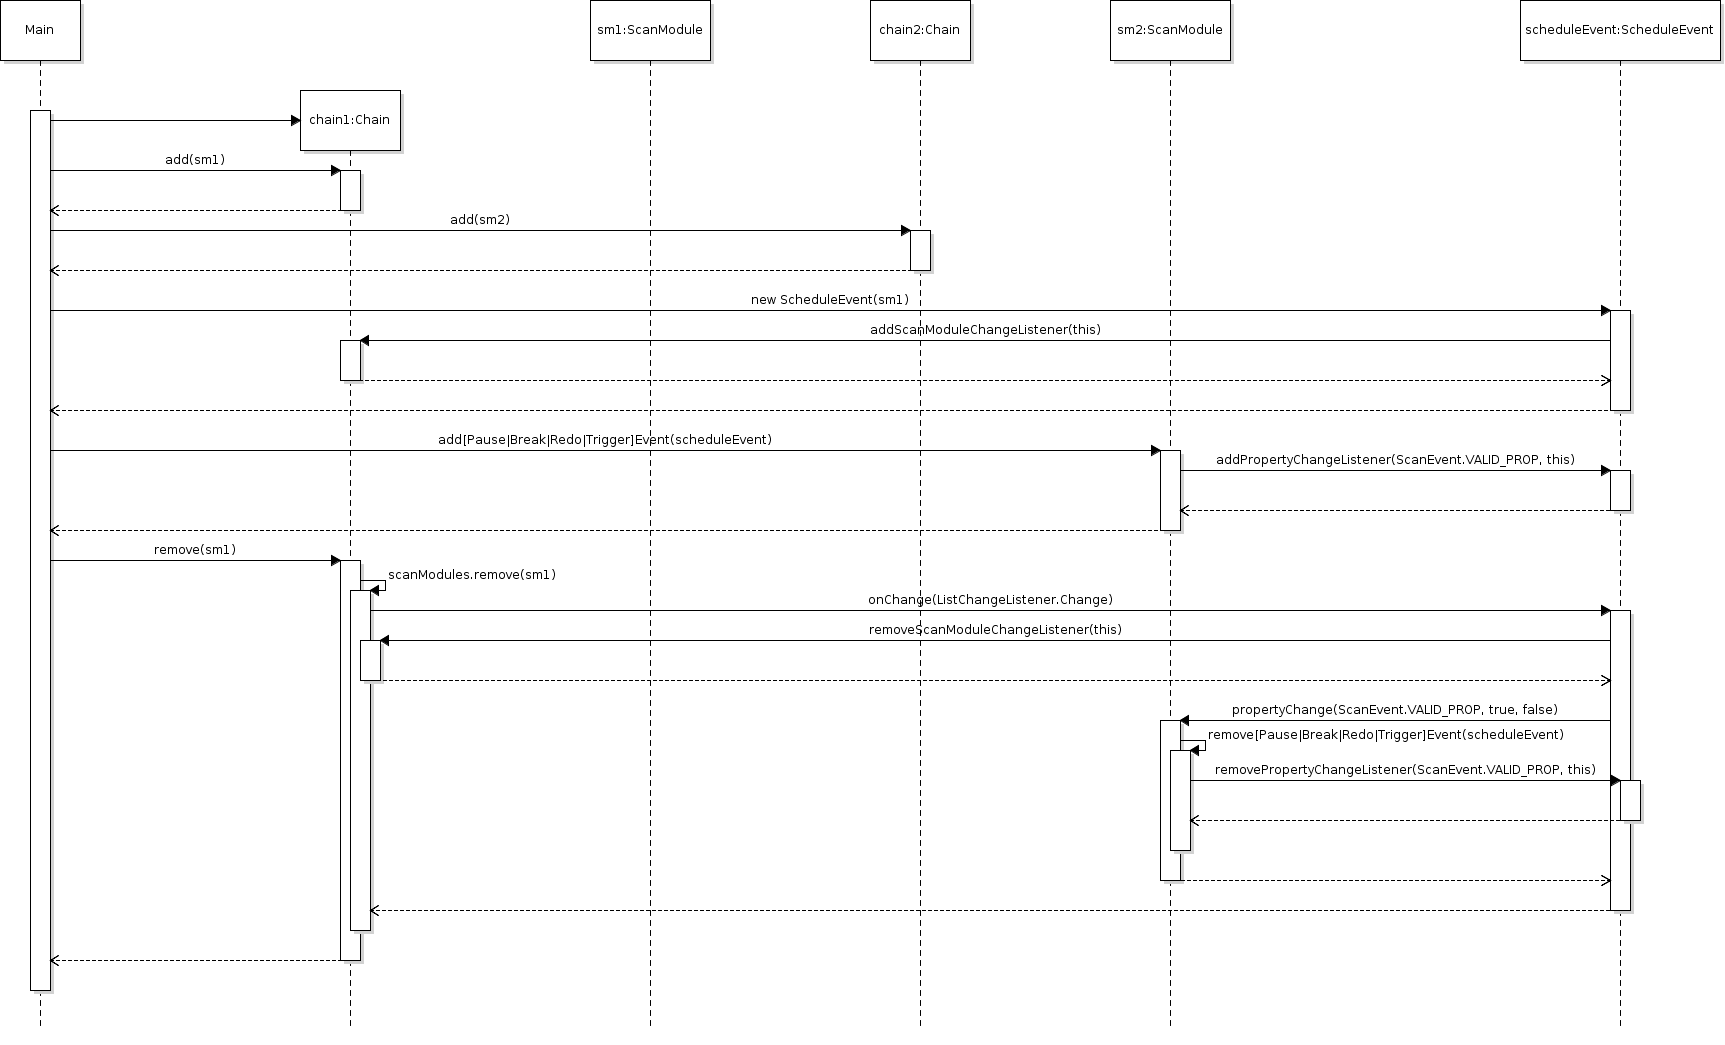 Main
sm1:ScanModule
chain2:Chain
sm2:ScanModule
scheduleEvent:ScheduleEvent
chain1:Chain
add(sm1)
add(sm2)
new ScheduleEvent(sm1)
addScanModuleChangeListener(this)
add[Pause|Break|Redo|Trigger]Event(scheduleEvent)
addPropertyChangeListener(ScanEvent.VALID_PROP, this)
remove(sm1)
scanModules.remove(sm1)
onChange(ListChangeListener.Change)
removeScanModuleChangeListener(this)
propertyChange(ScanEvent.VALID_PROP, true, false)
remove[Pause|Break|Redo|Trigger]Event(scheduleEvent)
removePropertyChangeListener(ScanEvent.VALID_PROP, this)